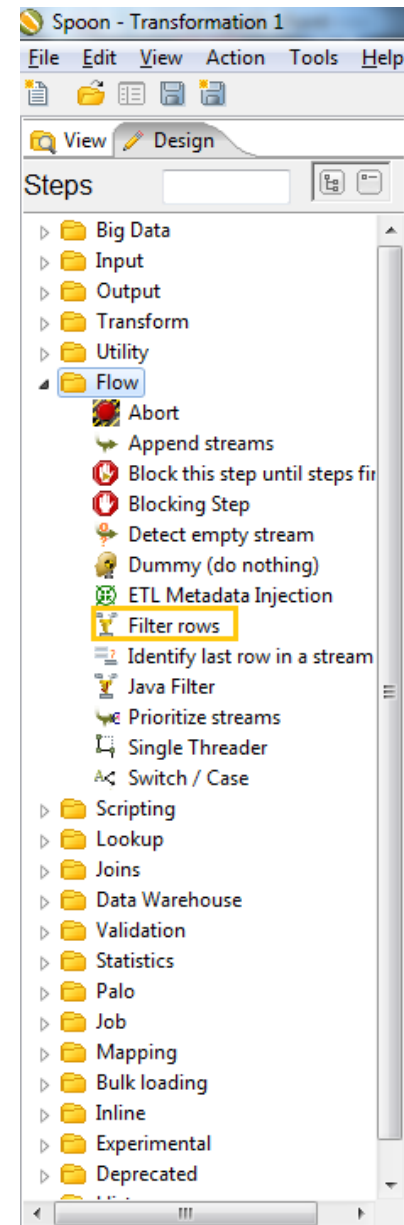 Spoon - Transformation 1
File Edit View Action Tools Help
View Design
Steps
Big Data
Input
Output
Transform
Utility
Flow
Abort
Append streams
Block this step until steps fir
Blocking Step
Detect empty stream
Dummy (do nothing)
ETL Metadata Injection
Filter rows
Identify last row in a stream
Java Filter
Prioritize streams
Single Threader
Switch / Case
Scripting
Lookup
Joins
Data Warehouse
Validation
Statistics
Palo
Job
Mapping
Bulk loading
Inline
Experimental
Deprecated